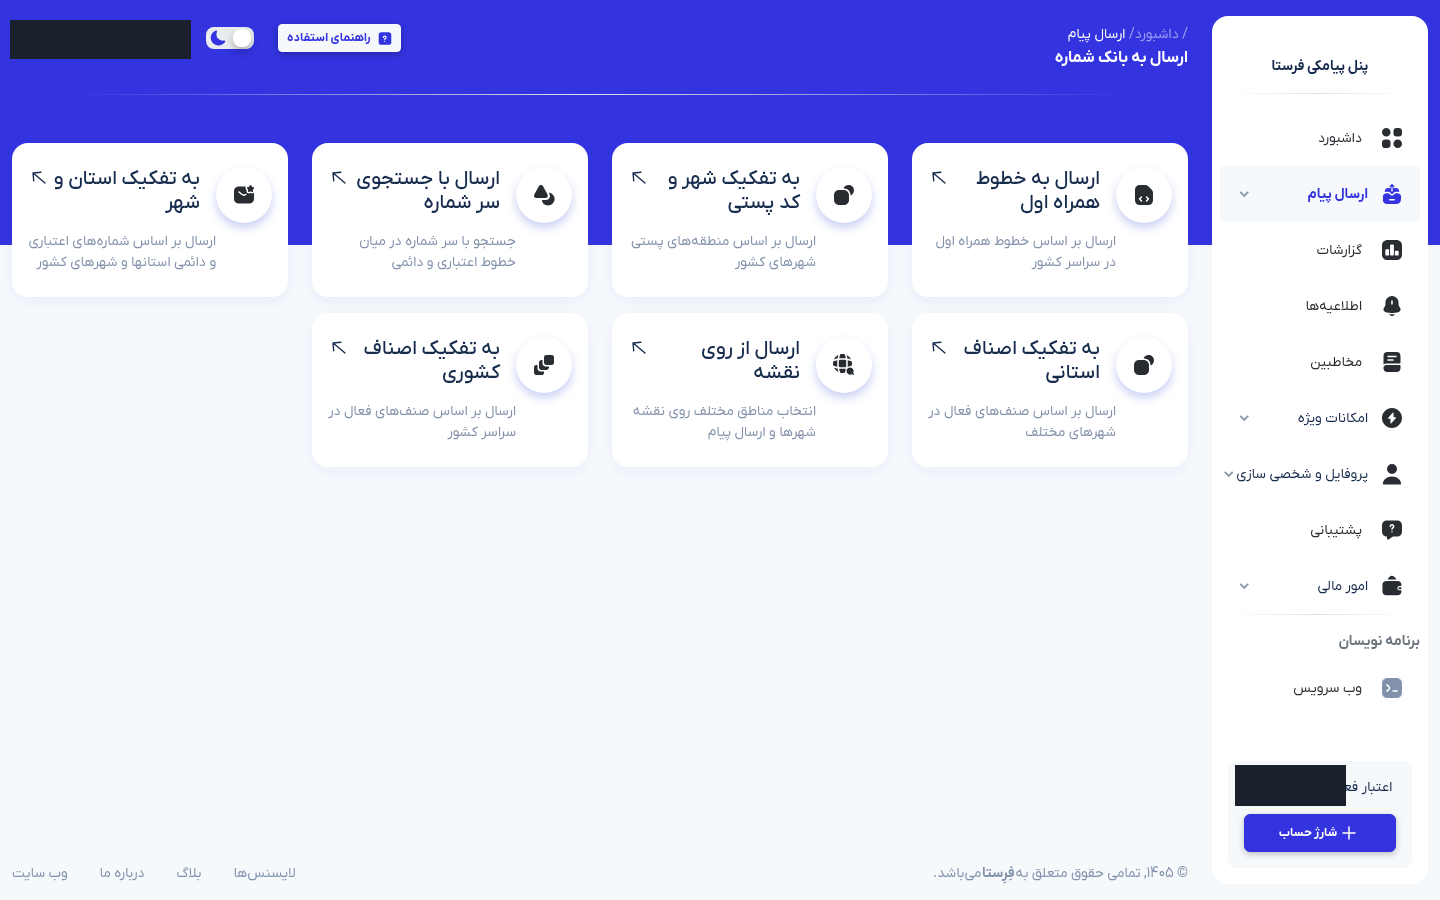 پنل پیامکی فرستا
داشبورد
ارسال پیام
گزارشات
اطلاعیه‌ها
مخاطبین
امکانات ویژه
پروفایل و شخصی سازی
پشتیبانی
امور مالی
برنامه نویسان
وب سرویس
اعتبار
شارژ حساب
/ داشبورد/ ارسال پیام
ارسال به بانک شماره
راهنمای استفاده
ارسال به خطوط
همراه اول
ارسال بر اساس خطوط همراه اول
در سراسر کشور
به تفکیک شهر و
کد پستی
ارسال بر اساس منطقه‌های پستی
شهرهای کشور
ارسال با جستجوی
سر شماره
جستجو با سر شماره در میان
خطوط اعتباری و دائمی
به تفکیک استان و
شهر
ارسال بر اساس شماره‌های اعتباری
و دائمی استانها و شهرهای کشور
به تفکیک اصناف
استانی
ارسال بر اساس صنف‌های فعال در
شهرهای مختلف
ارسال از روی
نقشه
انتخاب مناطق مختلف روی نقشه
شهرها و ارسال پیام
به تفکیک اصناف
کشوری
ارسال بر اساس صنف‌های فعال در
سراسر کشور
© ۱۴۰۵, تمامی حقوق متعلق به فِرِستا می‌باشد.
لایسنس‌ها
بلاگ
درباره ما
وب سایت